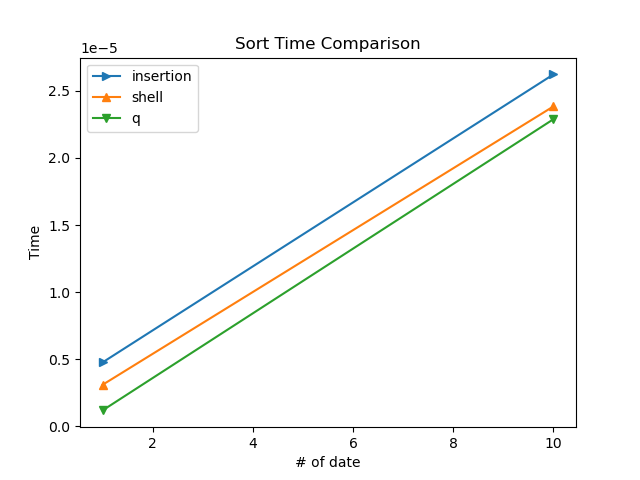 Sort Time Comparison
1e−5
insertion
shell
q
2.5
2.0
1.5
1.0
0.5
0.0
Time
2 4 6 8 10
# of date